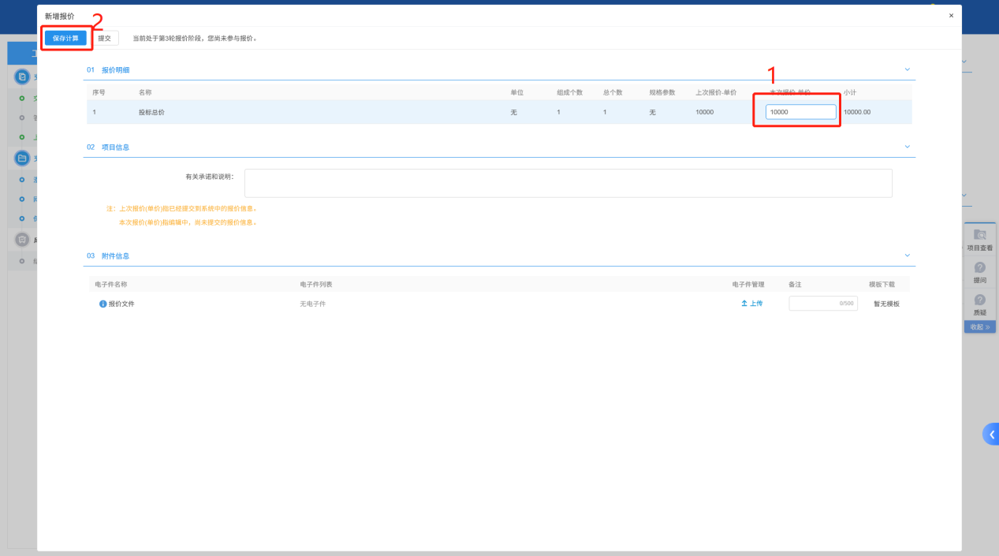 新增报价
×
2
保存计算 提交 当前处于第3轮报价阶段，您尚未参与报价。
01 报价明细
1
序号 名称 单位 组成个数 总个数 规格参数 上次报价-单价 本次报价-单价 小计
1 投标总价 无 1 1 无 10000 10000 10000.00
02 项目信息
有关承诺和说明：
注：上次报价(单价)指已经提交到系统中的报价信息。
本次报价(单价)指编辑中，尚未提交的报价信息。
03 附件信息
电子件名称 电子件列表 电子件管理 备注 模板下载
报价文件 无电子件 上传 0/500 暂无模板
项目查看
提问
质疑
收起 »